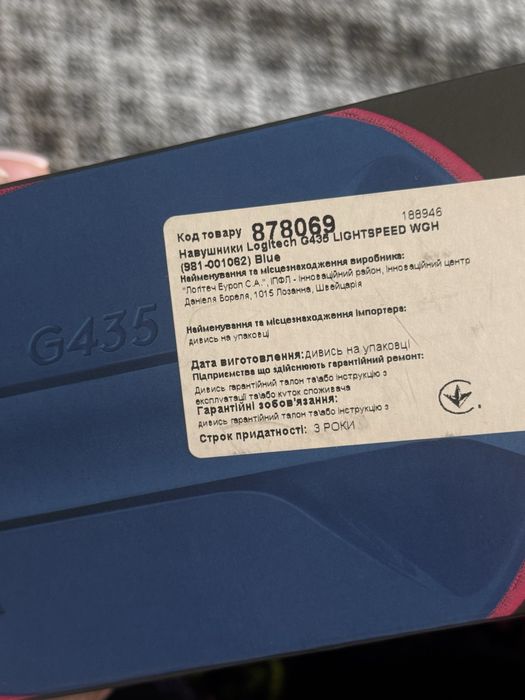 Код товару 878069 188946
Навушники Logitech G435 LIGHTSPEED WGH
(981-001062) Blue
Найменування та місцезнаходження виробника:
"Логітеч Європ С.А.", ІПФЛ - Інноваційний район, Інноваційний центр
Даніеля Бореля, 1015 Лозанна, Швейцарія
Найменування та місцезнаходження імпортера:
дивись на упаковці
Дата виготовлення: дивись на упаковці
Підприємства що здійснюють гарантійний ремонт:
Дивись гарантійний талон та\або інструкцію з
експлуатації та\або куток споживача
Гарантійні зобов'язання:
дивись гарантійний талон та\або інструкцію з
Строк придатності: 3 РОКИ
G435